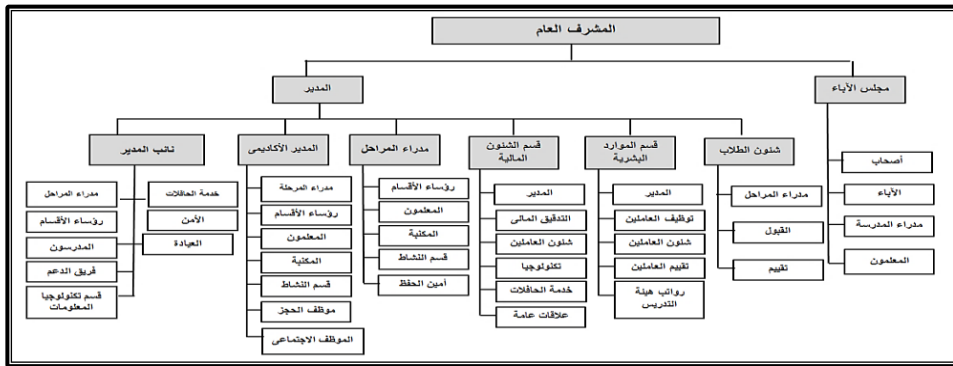 المشرف العام
مجلس الآباء
المدير
شئون الطلاب
قسم الموارد
البشرية
قسم الشئون
المالية
مدراء المراحل
المدير الأكاديمى
نائب المدير
أصحاب
الآباء
مدراء المدرسة
المعلمون
مدراء المراحل
القبول
تقييم
المدير
توظيف العاملين
شئون العاملين
تقييم العاملين
رواتب هيئة
التدريس
المدير
التدقيق المالى
شئون العاملين
تكنولوجيا
خدمة الحافلات
علاقات عامة
رؤساء الأقسام
المعلمون
المكتبة
قسم النشاط
أمين الحفظ
مدراء المرحلة
رؤساء الأقسام
المعلمون
المكتبة
قسم النشاط
موظف الحجز
الموظف الاجتماعى
خدمة الحافلات
الأمن
العيادة
مدراء المراحل
رؤساء الأقسام
المدرسون
فريق الدعم
قسم تكنولوجيا
المعلومات